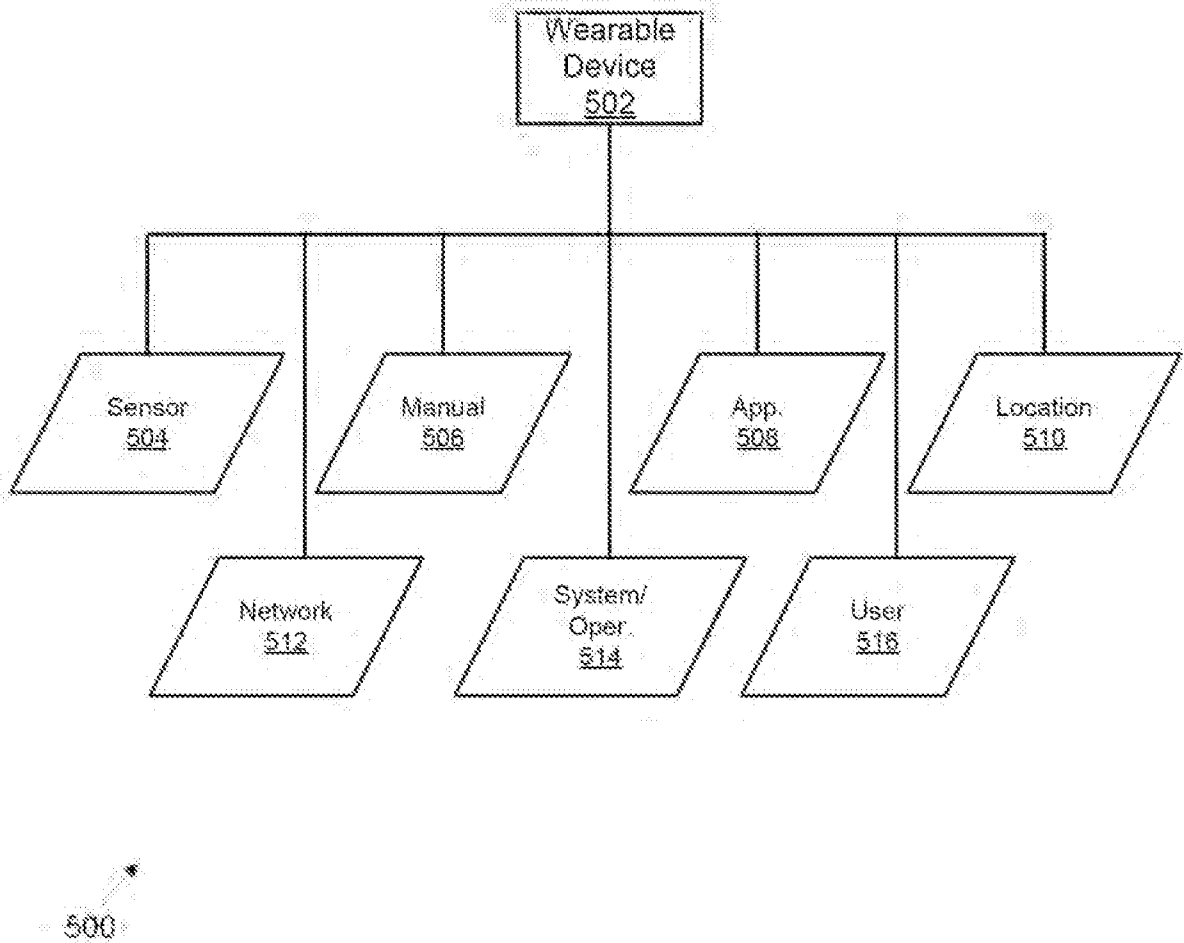 Wearable
Device
502
Sensor
504
Manual
506
App.
508
Location
510
Network
512
System/
Oper.
514
User
516
500